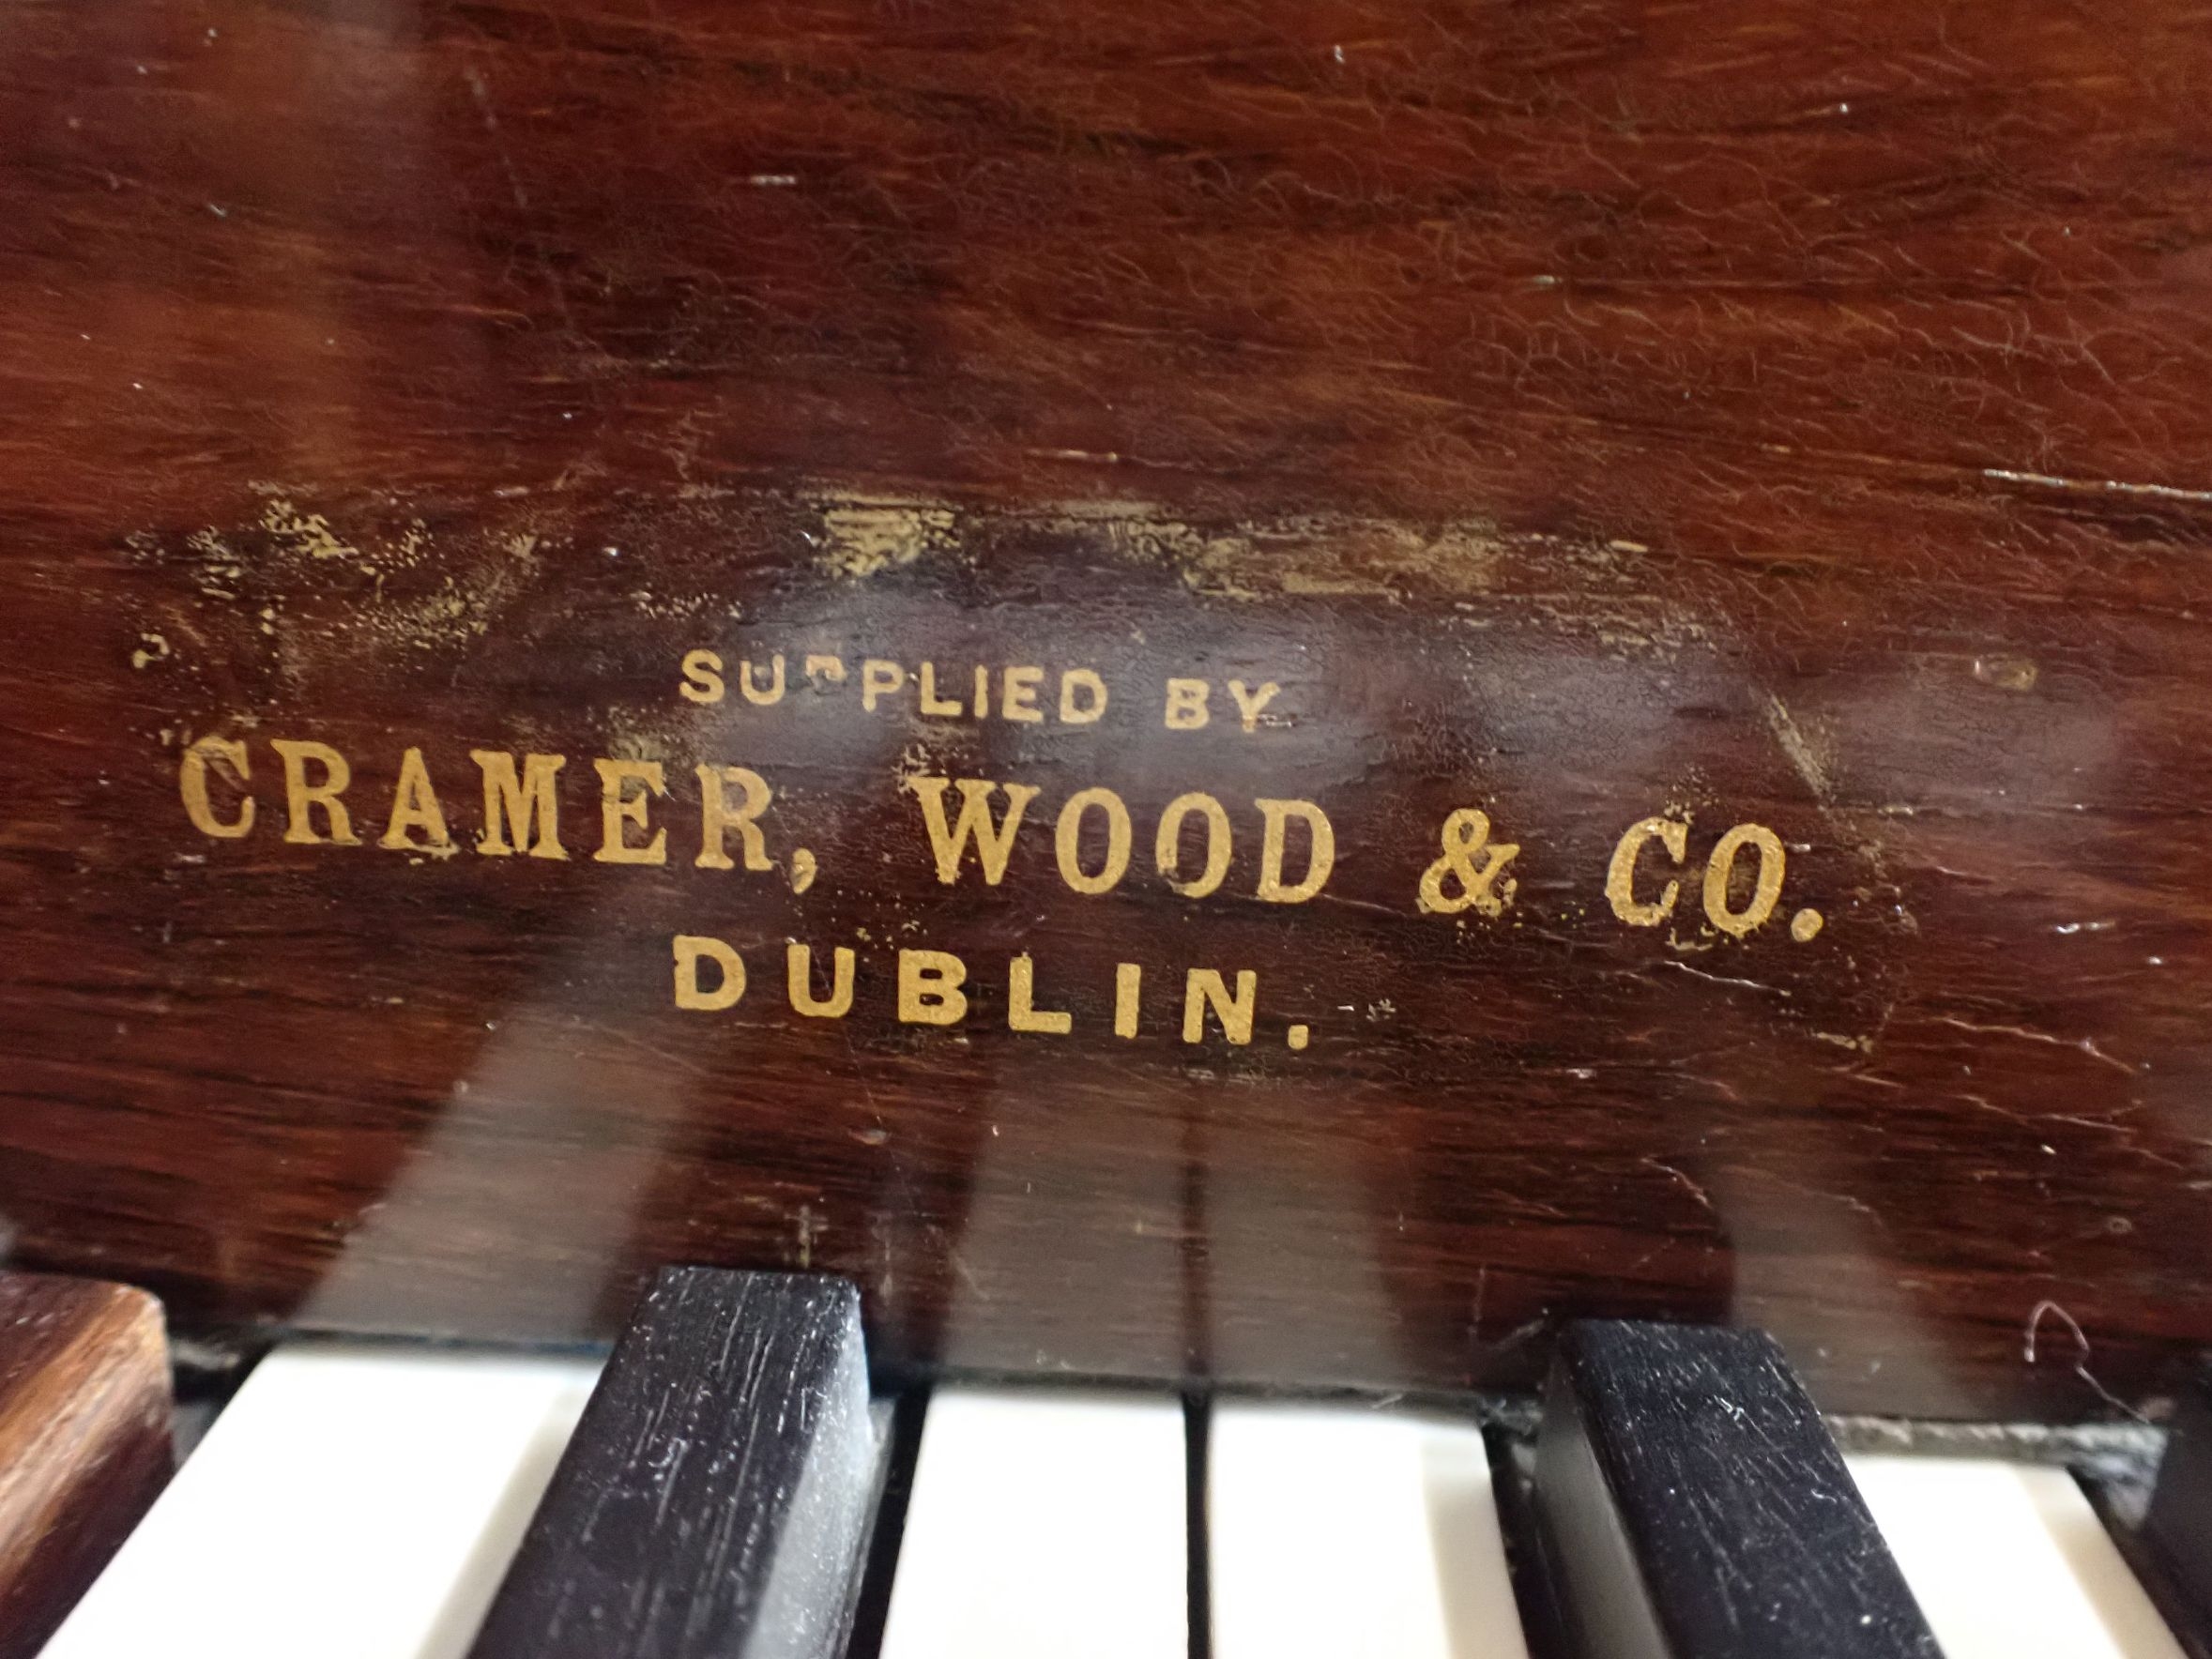 SUPPLIED BY
CRAMER, WOOD & CO.
DUBLIN.